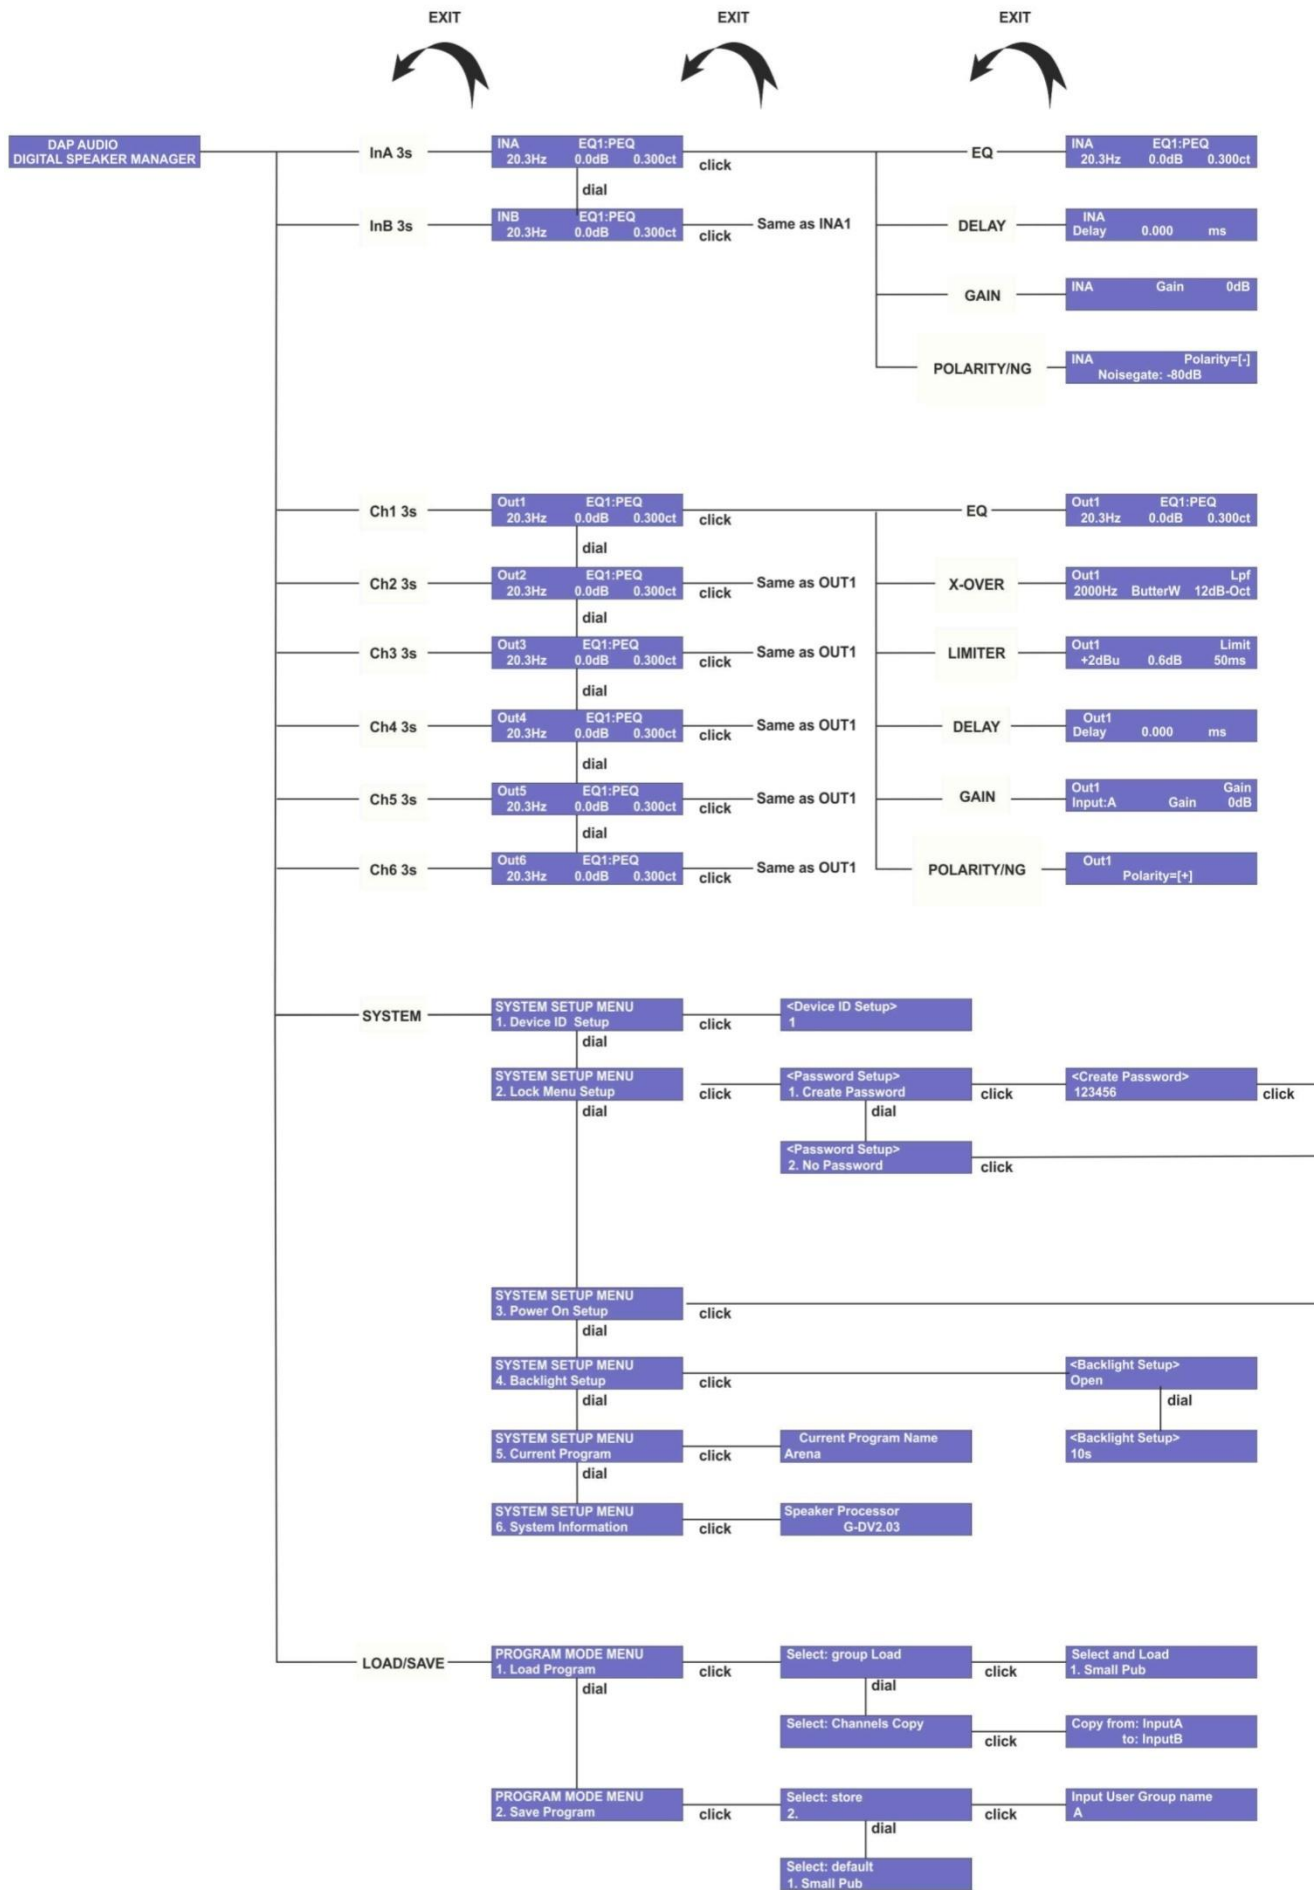 EXIT EXIT EXIT
DAP AUDIO
DIGITAL SPEAKER MANAGER
InA 3s
INA EQ1:PEQ
20.3Hz 0.0dB 0.300ct
click
EQ
INA EQ1:PEQ
20.3Hz 0.0dB 0.300ct
dial
InB 3s
INB EQ1:PEQ
20.3Hz 0.0dB 0.300ct
click
Same as INA1
DELAY
INA
Delay 0.000 ms
GAIN
INA Gain 0dB
POLARITY/NG
INA Polarity=[-]
Noisegate: -80dB
Ch1 3s
Out1 EQ1:PEQ
20.3Hz 0.0dB 0.300ct
click
EQ
Out1 EQ1:PEQ
20.3Hz 0.0dB 0.300ct
dial
Ch2 3s
Out2 EQ1:PEQ
20.3Hz 0.0dB 0.300ct
click
Same as OUT1
X-OVER
Out1 Lpf
2000Hz ButterW 12dB-Oct
dial
Ch3 3s
Out3 EQ1:PEQ
20.3Hz 0.0dB 0.300ct
click
Same as OUT1
LIMITER
Out1 Limit
+2dBu 0.6dB 50ms
dial
Ch4 3s
Out4 EQ1:PEQ
20.3Hz 0.0dB 0.300ct
click
Same as OUT1
DELAY
Out1
Delay 0.000 ms
dial
Ch5 3s
Out5 EQ1:PEQ
20.3Hz 0.0dB 0.300ct
click
Same as OUT1
GAIN
Out1 Gain
Input:A Gain 0dB
dial
Ch6 3s
Out6 EQ1:PEQ
20.3Hz 0.0dB 0.300ct
click
Same as OUT1
POLARITY/NG
Out1
Polarity=[+]
SYSTEM
SYSTEM SETUP MENU
1. Device ID Setup
click
<Device ID Setup>
1
dial
SYSTEM SETUP MENU
2. Lock Menu Setup
click
<Password Setup>
1. Create Password
click
<Create Password>
123456
click
dial
dial
<Password Setup>
2. No Password
click
SYSTEM SETUP MENU
3. Power On Setup
click
dial
SYSTEM SETUP MENU
4. Backlight Setup
click
<Backlight Setup>
Open
dial
dial
SYSTEM SETUP MENU
5. Current Program
click
Current Program Name
Arena
<Backlight Setup>
10s
dial
SYSTEM SETUP MENU
6. System Information
click
Speaker Processor
G-DV2.03
LOAD/SAVE
PROGRAM MODE MENU
1. Load Program
click
Select: group Load
click
Select and Load
1. Small Pub
dial
dial
Select: Channels Copy
click
Copy from: InputA
to: InputB
PROGRAM MODE MENU
2. Save Program
click
Select: store
2.
click
Input User Group name
A
dial
Select: default
1. Small Pub